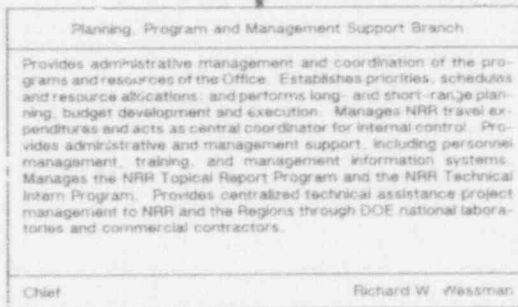 Planning, Program and Management Support Branch
Provides administrative management and coordination of the pro-
grams and resources of the Office. Establishes priorities, schedules
and resource allocations; and performs long- and short-range plan-
ning, budget development and execution. Manages NRR travel ex-
penditures and acts as central coordinator for internal control. Pro-
vides administrative and management support, including personnel
management, training, and management information systems.
Manages the NRR Topical Report Program and the NRR Technical
Intern Program. Provides centralized technical assistance project
management to NRR and the Regions through DOE national labora-
tories and commercial contractors.
Chief Richard W. Wessman